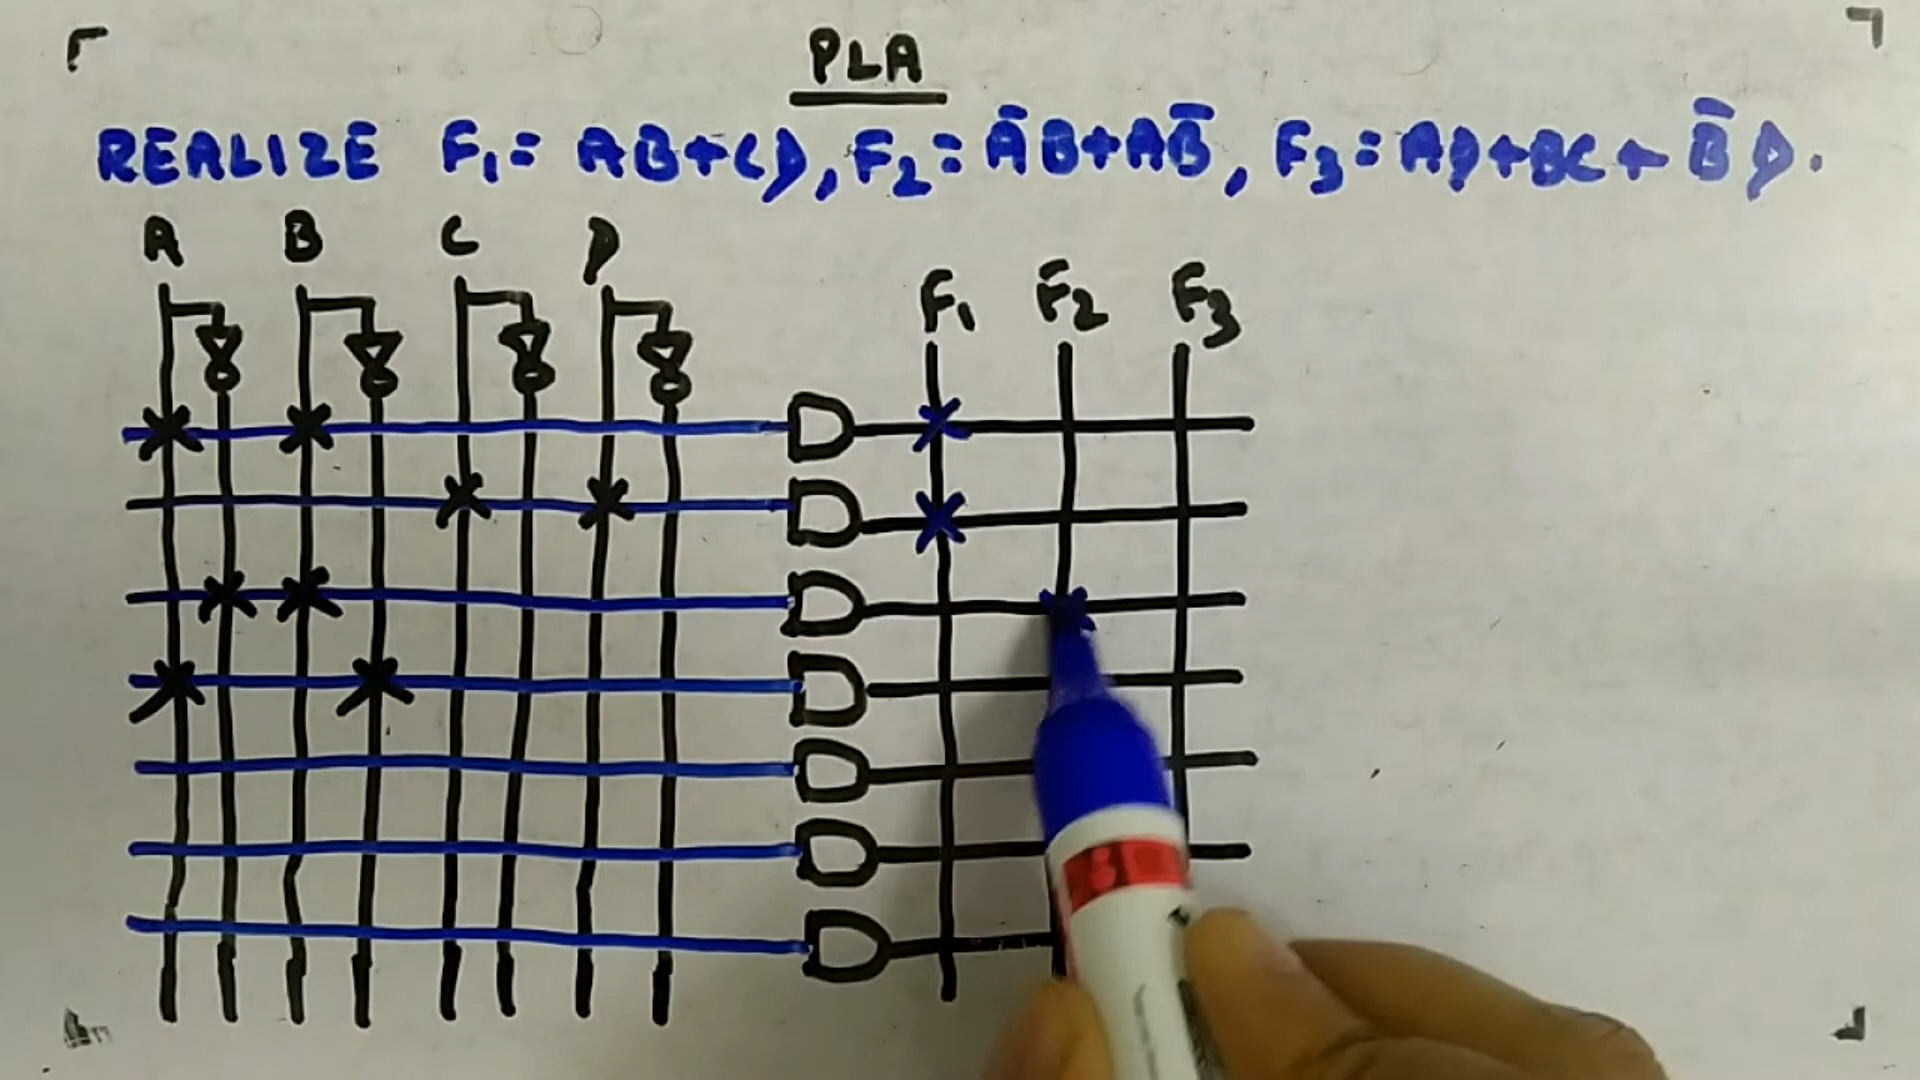 PLA
REALIZE F₁= AB+CD, F₂= ĀB+AB̄, F₃= AD+BC+B̄D.
A B C D
F₁ F₂ F₃